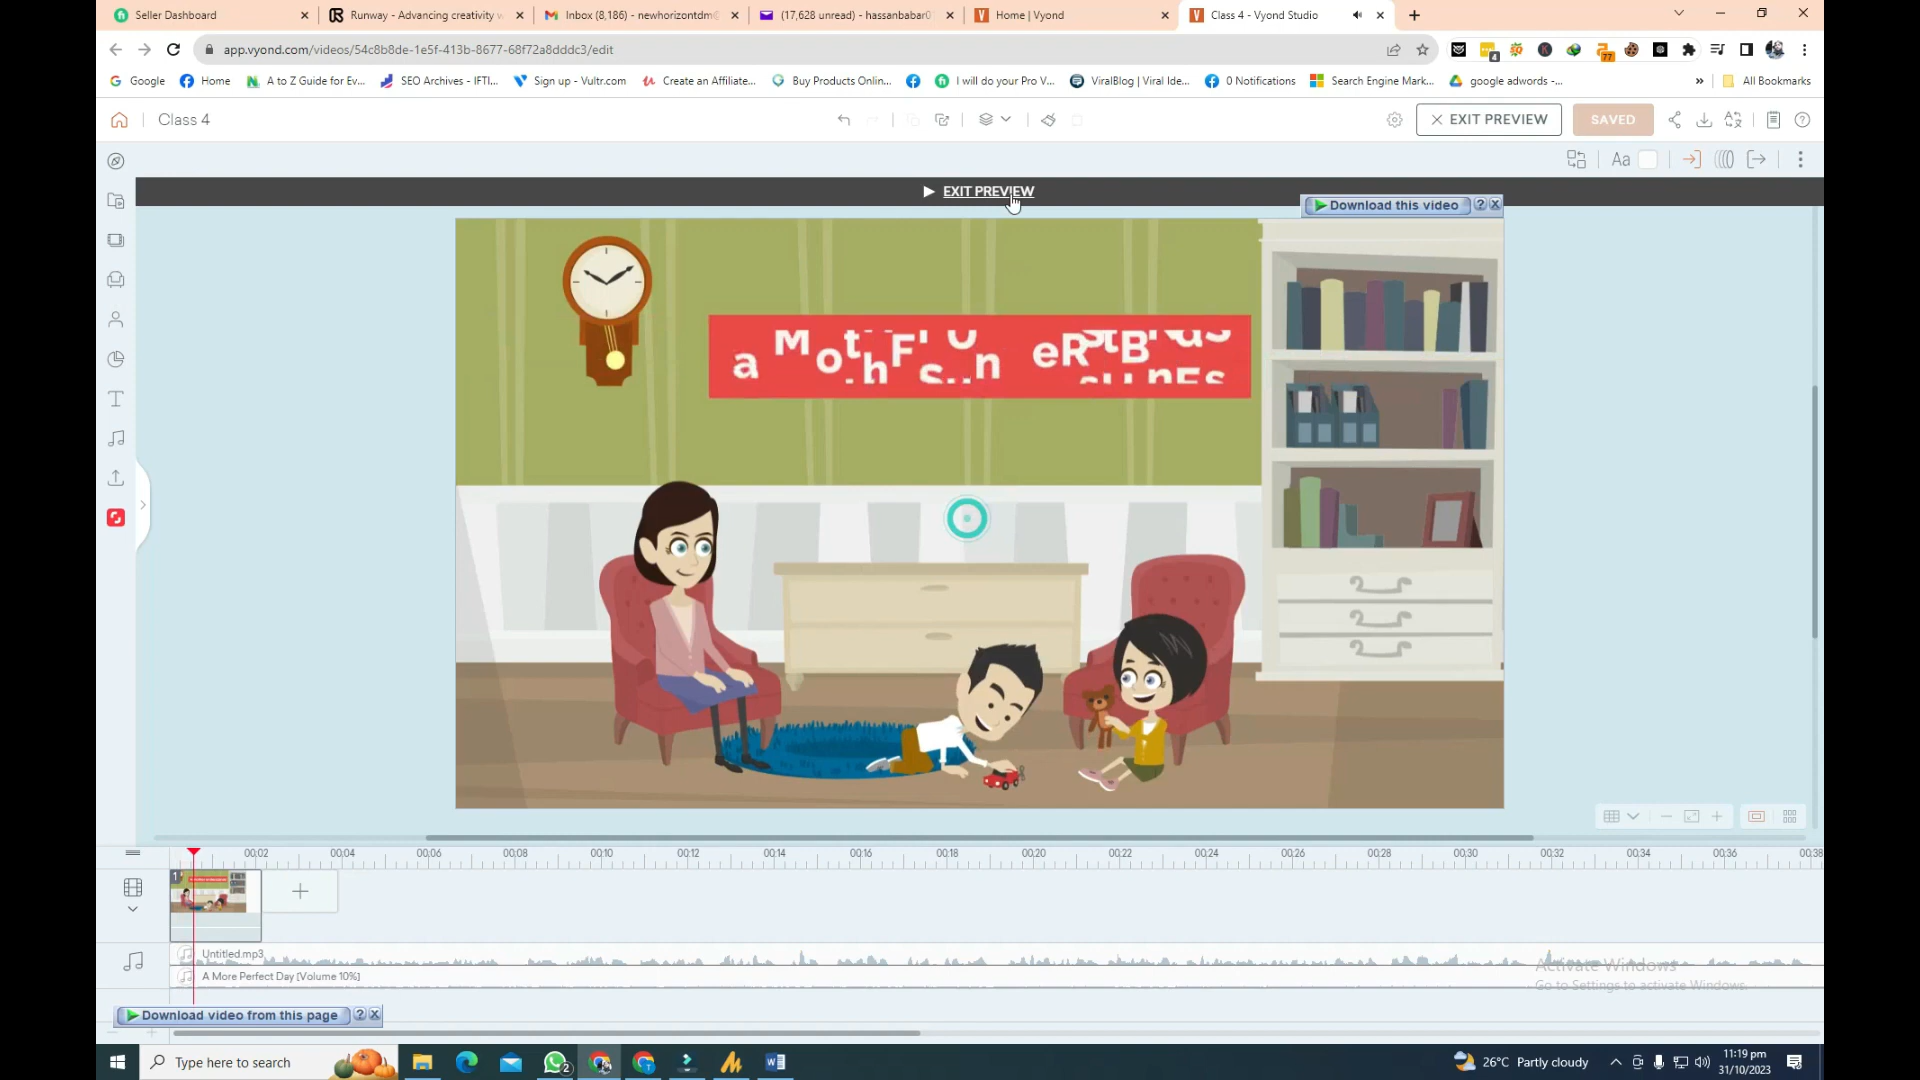 Seller Dashboard
Runway - Advancing creativity w
Inbox (8,186) - newhorizontdm@
(17,628 unread) - hassanbabar0
Home | Vyond
Class 4 - Vyond Studio
app.vyond.com/videos/54c8b8de-1e5f-413b-8677-68f72a8dddc3/edit
Google
Home
A to Z Guide for Ev...
SEO Archives - IFTI...
Sign up - Vultr.com
Create an Affiliate...
Buy Products Onlin...
I will do your Pro V...
ViralBlog | Viral Ide...
0 Notifications
Search Engine Mark...
google adwords -...
»
All Bookmarks
Class 4
EXIT PREVIEW
SAVED
Aa
EXIT PREVIEW
Download this video
00:02 00:04 00:06 00:08 00:10 00:12 00:14 00:16 00:18 00:20 00:22 00:24 00:26 00:28 00:30 00:32 00:34 00:36 00:38
1
Untitled.mp3
A More Perfect Day [Volume 10%]
Activate Windows
Go to Settings to activate Windows.
Download video from this page
Type here to search
2
26°C Partly cloudy
11:19 pm
31/10/2023